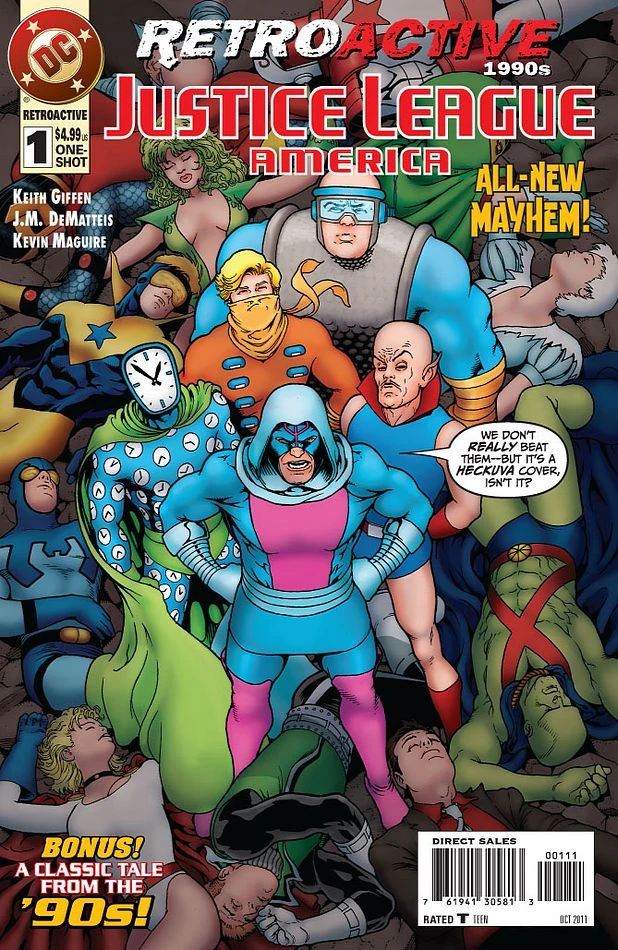 DC
RETROACTIVE
1990s
JUSTICE LEAGUE
AMERICA
RETROACTIVE
1
$4.99 US
ONE-
SHOT
KEITH GIFFEN
J.M. DEMATTEIS
KEVIN MAGUIRE
ALL-NEW
MAYHEM!
WE DON'T
REALLY BEAT
THEM--BUT IT'S A
HECKUVA COVER,
ISN'T IT?
BONUS!
A CLASSIC TALE
FROM THE
'90s!
DIRECT SALES
00111
7 61941 30581 3
RATED T TEEN
OCT 2011